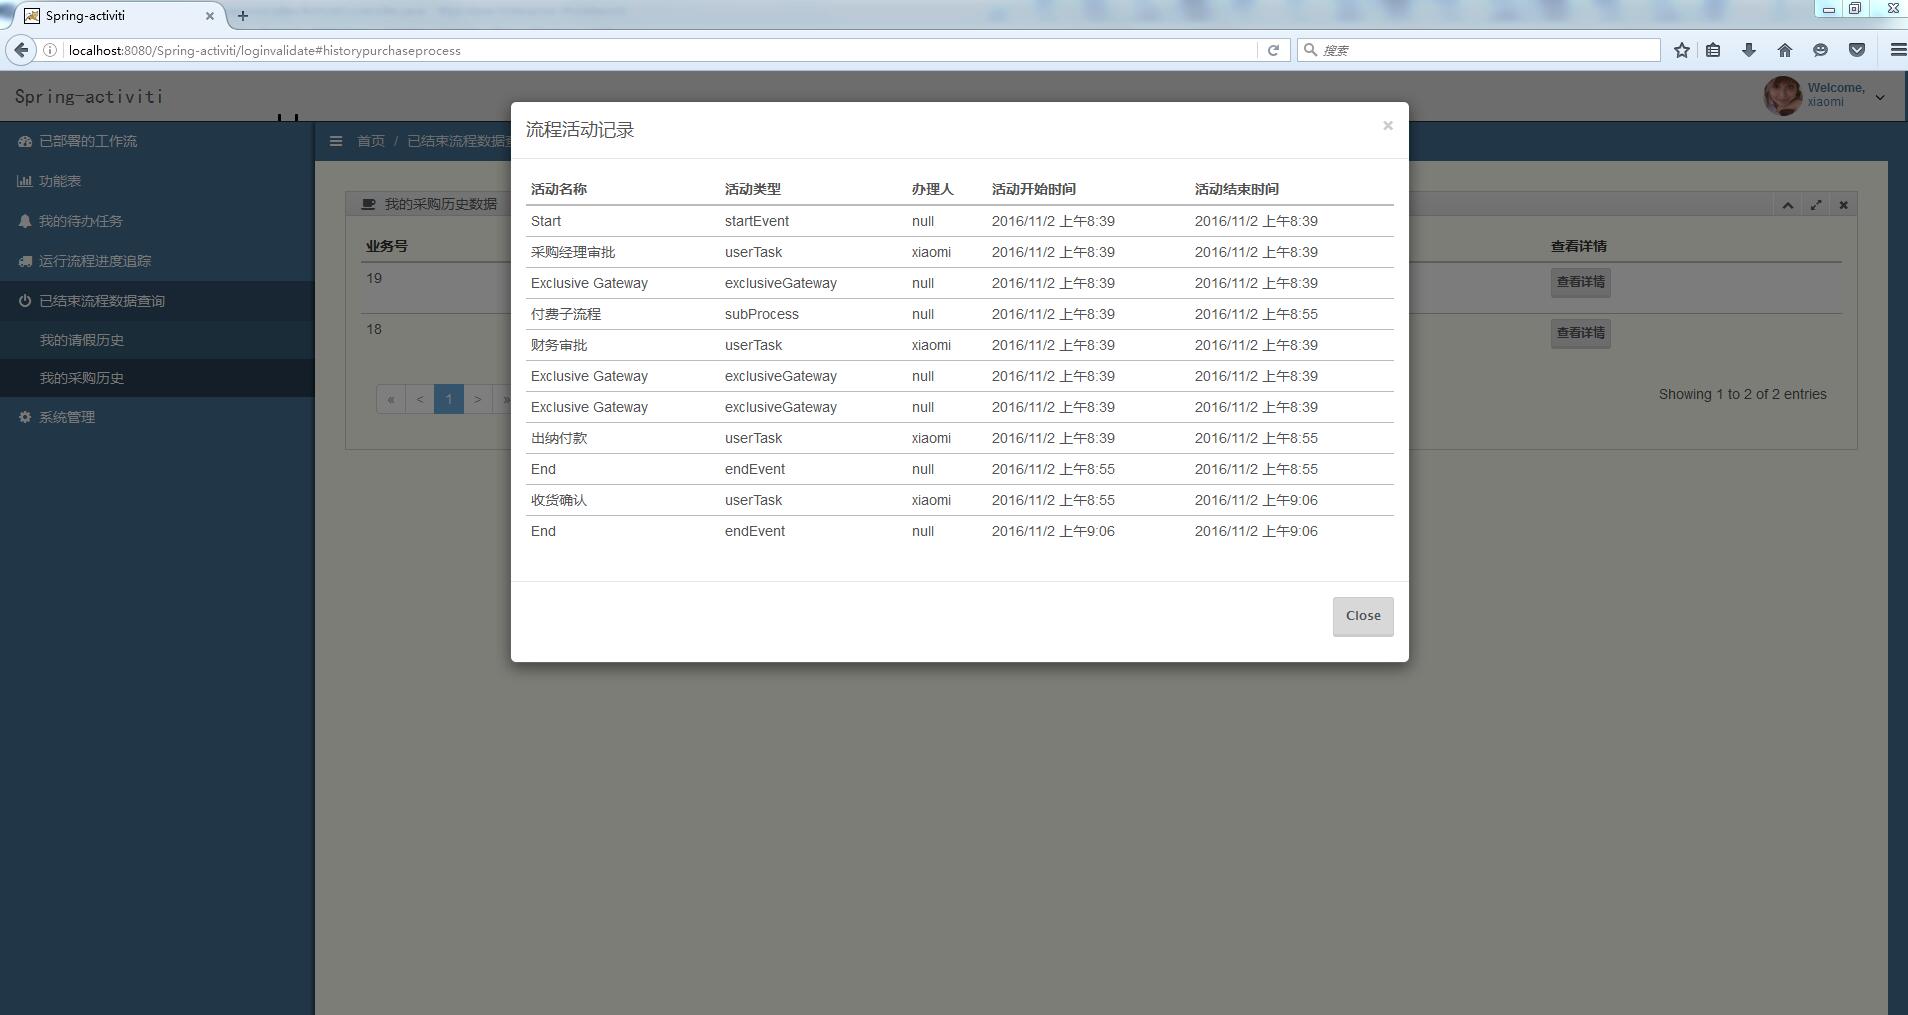 Spring-activiti
localhost:8080/Spring-activiti/loginvalidate#historypurchaseprocess
搜索
Spring-activiti
Welcome,
xiaomi
已部署的工作流
功能表
我的待办任务
运行流程进度追踪
已结束流程数据查询
我的请假历史
我的采购历史
系统管理
首页 / 已结束流程数据
我的采购历史数据
业务号
查看详情
19
查看详情
18
查看详情
« < 1 > »
Showing 1 to 2 of 2 entries
流程活动记录
×
活动名称 活动类型 办理人 活动开始时间 活动结束时间
Start startEvent null 2016/11/2 上午8:39 2016/11/2 上午8:39
采购经理审批 userTask xiaomi 2016/11/2 上午8:39 2016/11/2 上午8:39
Exclusive Gateway exclusiveGateway null 2016/11/2 上午8:39 2016/11/2 上午8:39
付费子流程 subProcess null 2016/11/2 上午8:39 2016/11/2 上午8:55
财务审批 userTask xiaomi 2016/11/2 上午8:39 2016/11/2 上午8:39
Exclusive Gateway exclusiveGateway null 2016/11/2 上午8:39 2016/11/2 上午8:39
Exclusive Gateway exclusiveGateway null 2016/11/2 上午8:39 2016/11/2 上午8:39
出纳付款 userTask xiaomi 2016/11/2 上午8:39 2016/11/2 上午8:55
End endEvent null 2016/11/2 上午8:55 2016/11/2 上午8:55
收货确认 userTask xiaomi 2016/11/2 上午8:55 2016/11/2 上午9:06
End endEvent null 2016/11/2 上午9:06 2016/11/2 上午9:06
Close